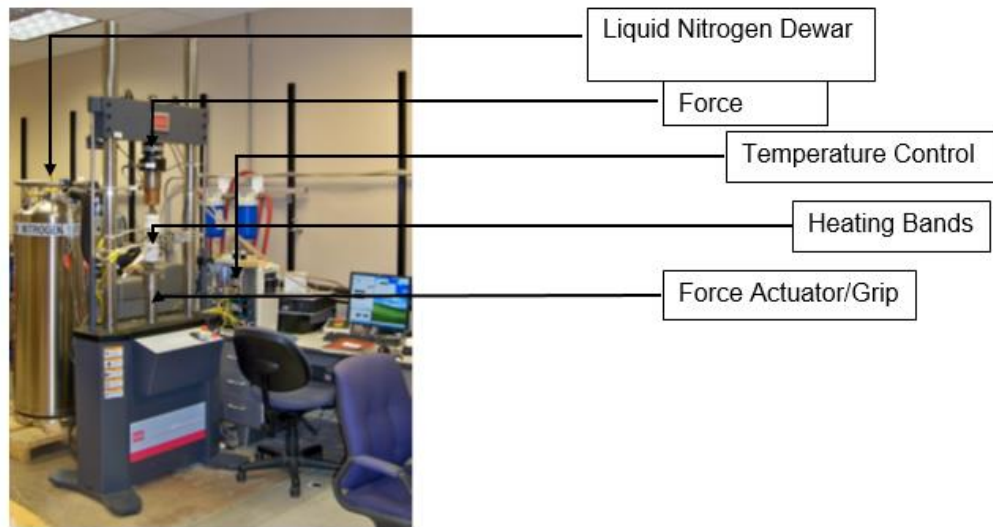 Liquid Nitrogen Dewar
Force
Temperature Control
Heating Bands
Force Actuator/Grip
NITROGEN